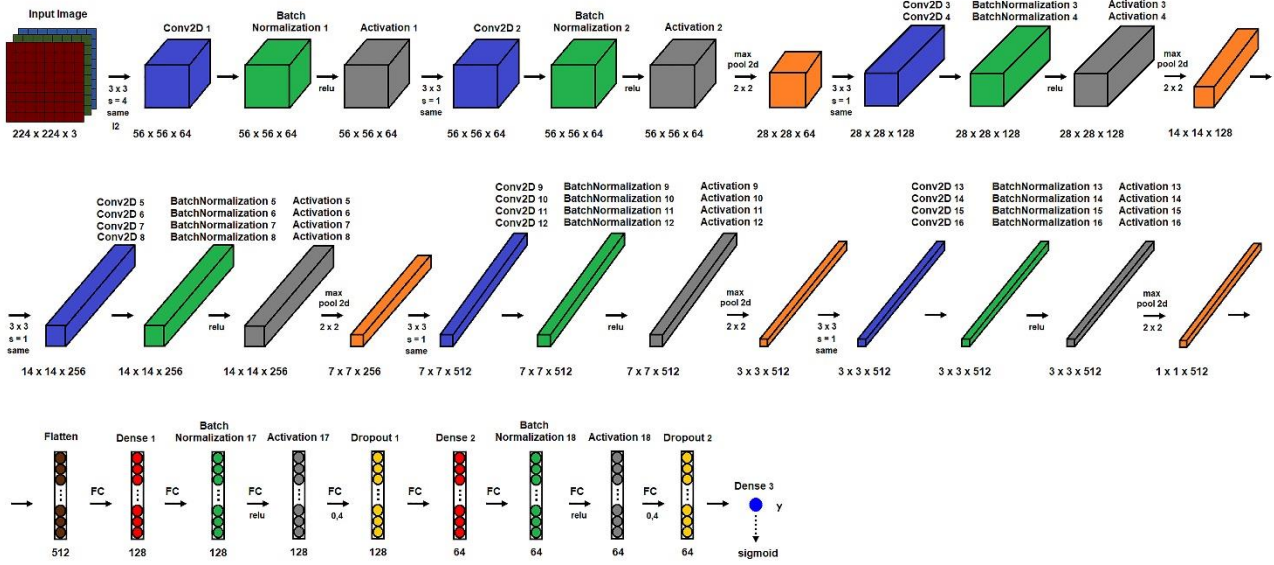 Input Image
Conv2D 1
Batch
Normalization 1
Activation 1
Conv2D 2
Batch
Normalization 2
Activation 2
Conv2D 3
Conv2D 4
BatchNormalization 3
BatchNormalization 4
Activation 3
Activation 4
3 x 3
s = 4
same
l2
relu
3 x 3
s = 1
same
relu
max
pool 2d
2 x 2
3 x 3
s = 1
same
relu
max
pool 2d
2 x 2
224 x 224 x 3
56 x 56 x 64
56 x 56 x 64
56 x 56 x 64
56 x 56 x 64
56 x 56 x 64
56 x 56 x 64
28 x 28 x 64
28 x 28 x 128
28 x 28 x 128
28 x 28 x 128
14 x 14 x 128
Conv2D 5
Conv2D 6
Conv2D 7
Conv2D 8
BatchNormalization 5
BatchNormalization 6
BatchNormalization 7
BatchNormalization 8
Activation 5
Activation 6
Activation 7
Activation 8
Conv2D 9
Conv2D 10
Conv2D 11
Conv2D 12
BatchNormalization 9
BatchNormalization 10
BatchNormalization 11
BatchNormalization 12
Activation 9
Activation 10
Activation 11
Activation 12
Conv2D 13
Conv2D 14
Conv2D 15
Conv2D 16
BatchNormalization 13
BatchNormalization 14
BatchNormalization 15
BatchNormalization 16
Activation 13
Activation 14
Activation 15
Activation 16
3 x 3
s = 1
same
relu
max
pool 2d
2 x 2
3 x 3
s = 1
same
relu
max
pool 2d
2 x 2
3 x 3
s = 1
same
relu
max
pool 2d
2 x 2
14 x 14 x 256
14 x 14 x 256
14 x 14 x 256
7 x 7 x 256
7 x 7 x 512
7 x 7 x 512
7 x 7 x 512
3 x 3 x 512
3 x 3 x 512
3 x 3 x 512
3 x 3 x 512
1 x 1 x 512
Flatten
Dense 1
Batch
Normalization 17
Activation 17
Dropout 1
Dense 2
Batch
Normalization 18
Activation 18
Dropout 2
Dense 3
FC
FC
FC
relu
FC
0,4
FC
FC
FC
relu
FC
0,4
y
sigmoid
512
128
128
128
128
64
64
64
64